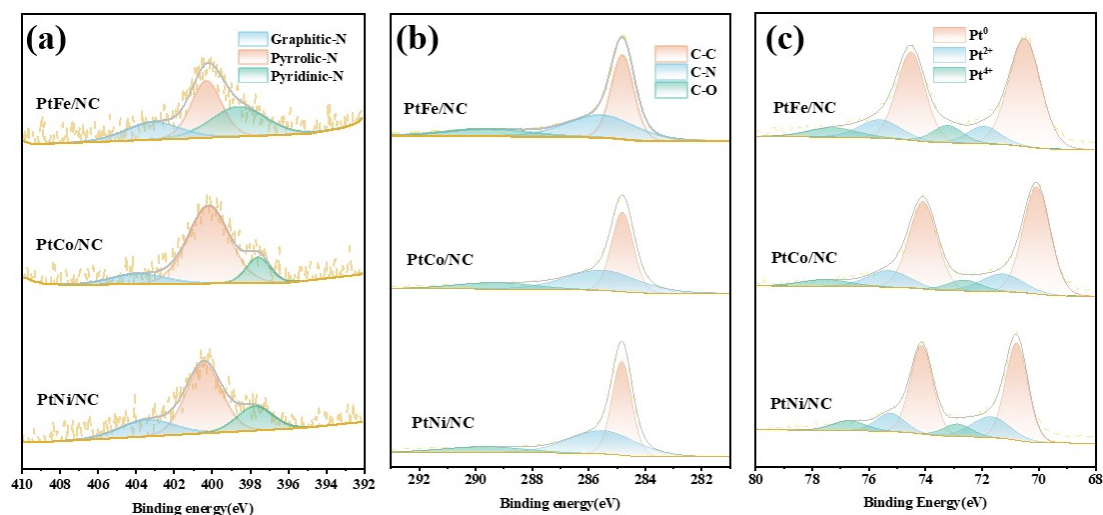 (a)
Graphitic-N
Pyrrolic-N
Pyridinic-N
PtFe/NC
PtCo/NC
PtNi/NC
410 408 406 404 402 400 398 396 394 392
Binding energy(eV)
(b)
C-C
C-N
C-O
PtFe/NC
PtCo/NC
PtNi/NC
292 290 288 286 284 282
Binding energy(eV)
(c)
Pt⁰
Pt²⁺
Pt⁴⁺
PtFe/NC
PtCo/NC
PtNi/NC
80 78 76 74 72 70 68
Binding Energy(eV)